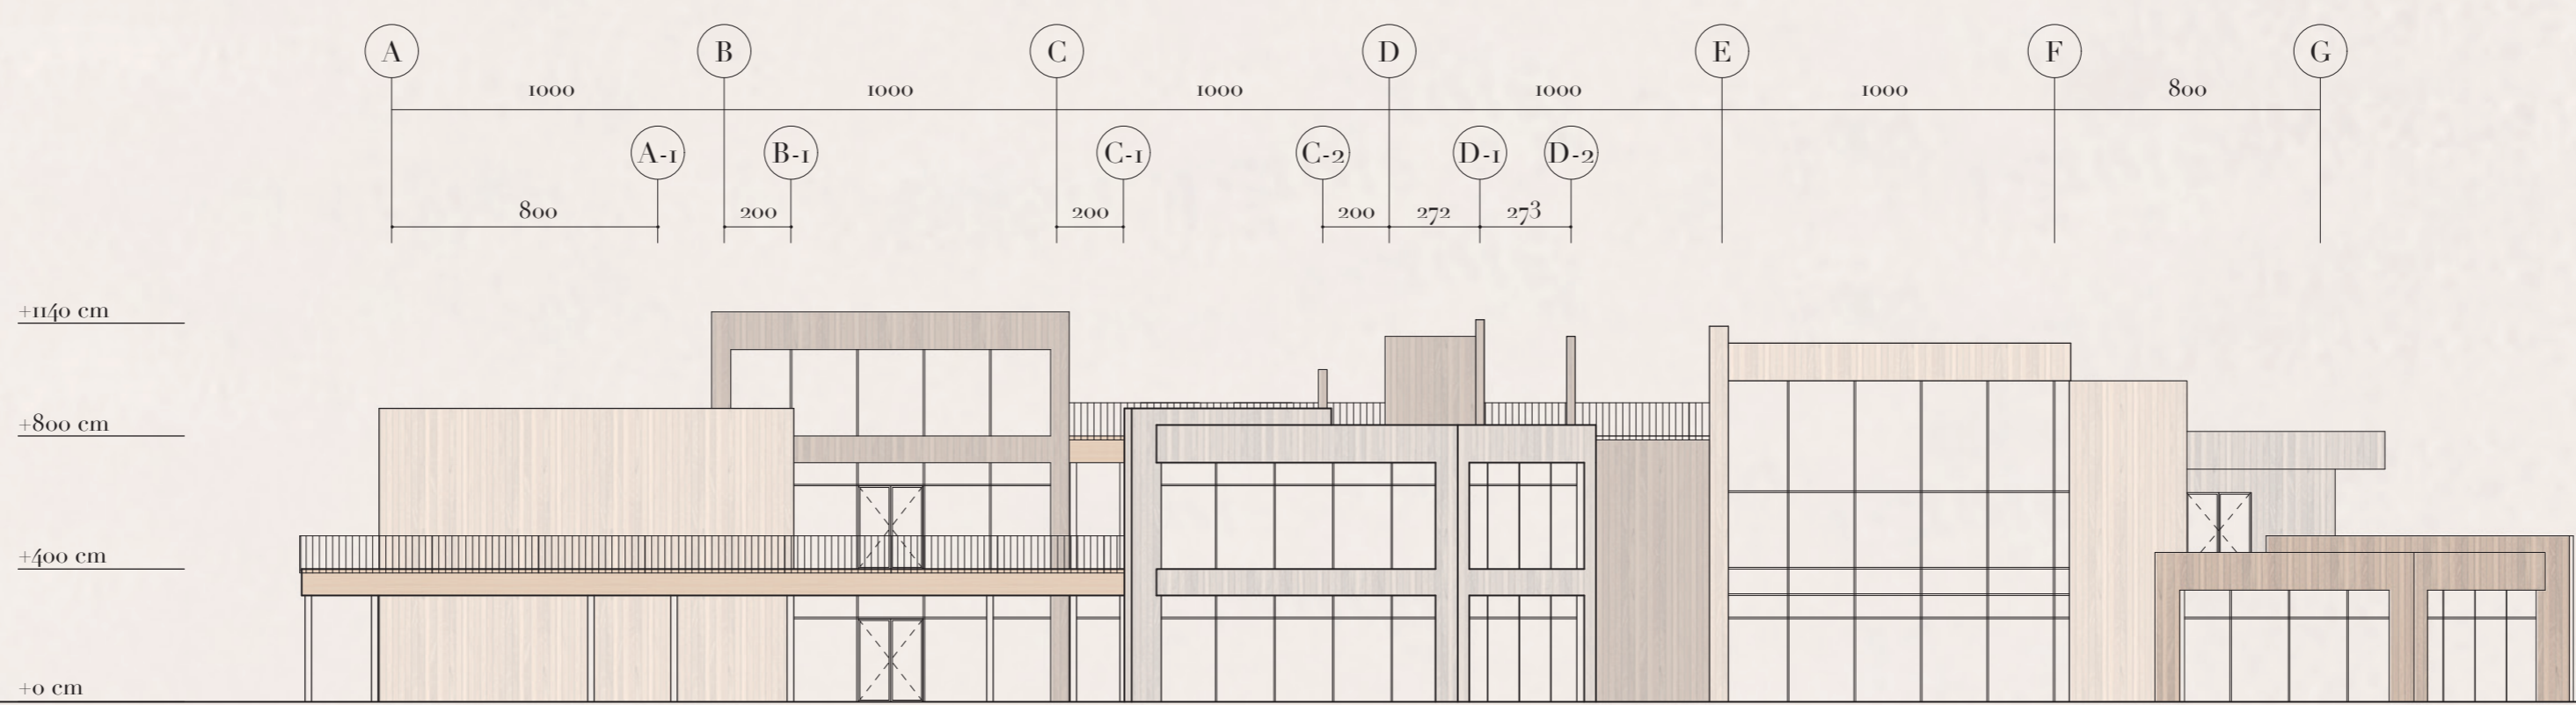 A B C D E F G
1000 1000 1000 1000 1000 800
A-1 B-1 C-1 C-2 D-1 D-2
800 200 200 200 272 273
+1140 cm
+800 cm
+400 cm
+0 cm